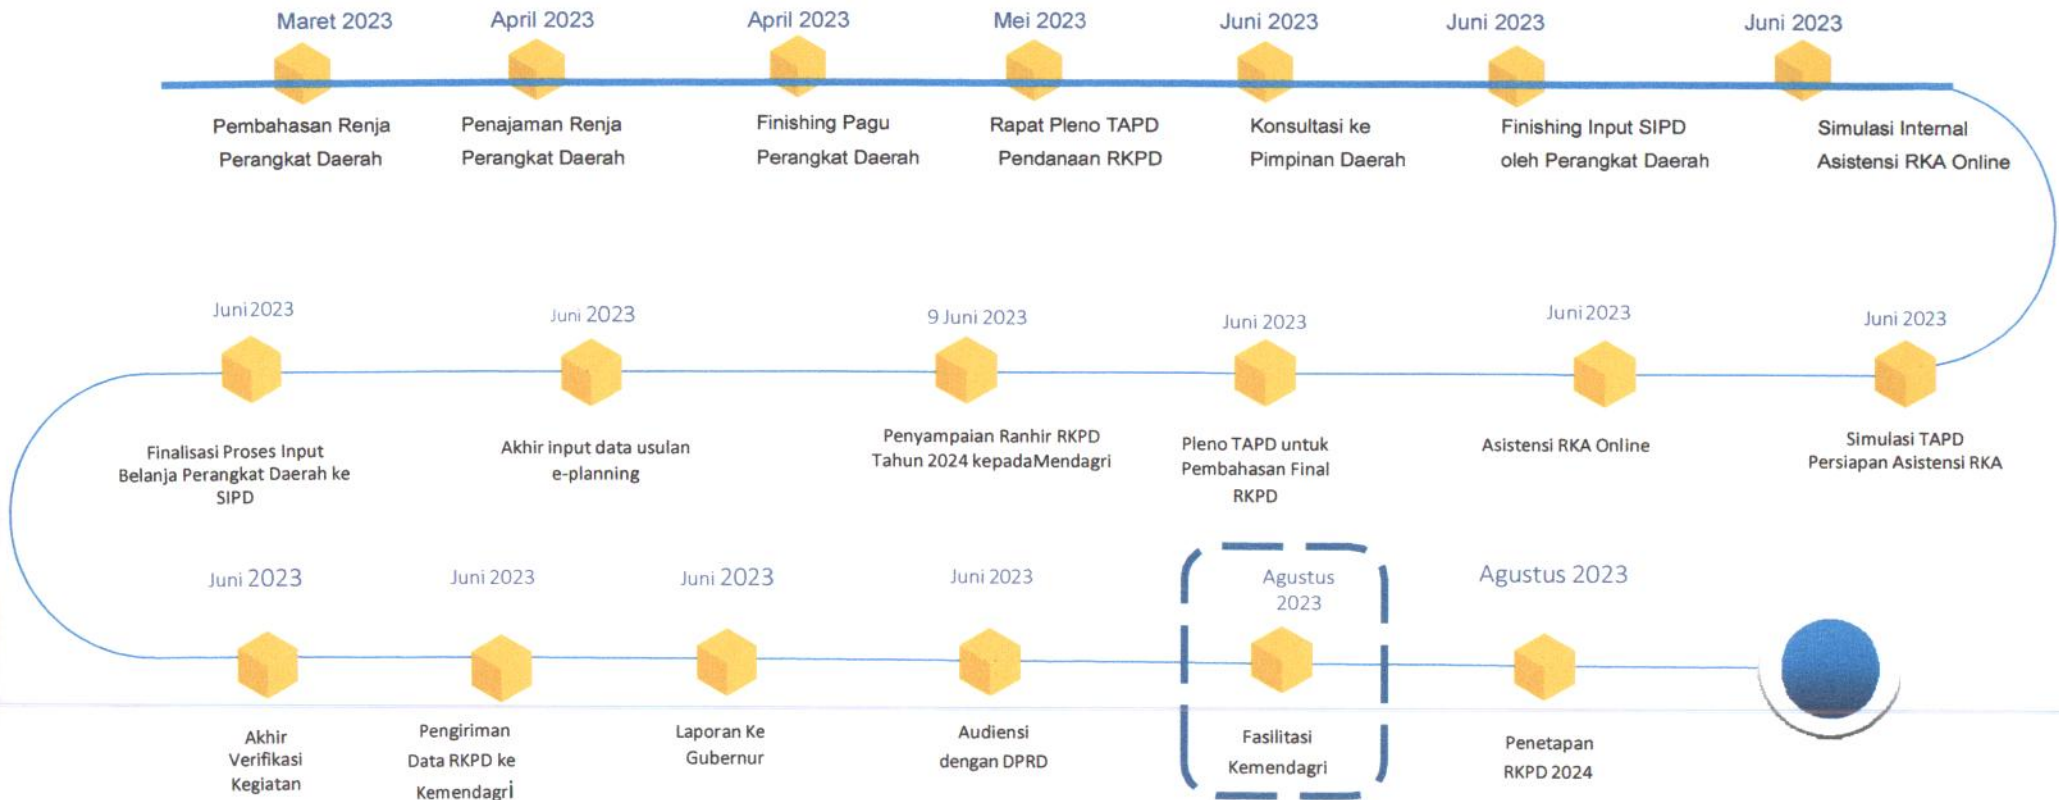 Maret 2023
Pembahasan Renja
Perangkat Daerah
April 2023
Penajaman Renja
Perangkat Daerah
April 2023
Finishing Pagu
Perangkat Daerah
Mei 2023
Rapat Pleno TAPD
Pendanaan RKPD
Juni 2023
Konsultasi ke
Pimpinan Daerah
Juni 2023
Finishing Input SIPD
oleh Perangkat Daerah
Juni 2023
Simulasi Internal
Asistensi RKA Online
Juni 2023
Finalisasi Proses Input
Belanja Perangkat Daerah ke
SIPD
Juni 2023
Akhir input data usulan
e-planning
9 Juni 2023
Penyampaian Ranhir RKPD
Tahun 2024 kepadaMendagri
Juni 2023
Pleno TAPD untuk
Pembahasan Final
RKPD
Juni 2023
Asistensi RKA Online
Juni 2023
Simulasi TAPD
Persiapan Asistensi RKA
Juni 2023
Akhir
Verifikasi
Kegiatan
Juni 2023
Pengiriman
Data RKPD ke
Kemendagri
Juni 2023
Laporan Ke
Gubernur
Juni 2023
Audiensi
dengan DPRD
Agustus
2023
Fasilitasi
Kemendagri
Agustus 2023
Penetapan
RKPD 2024